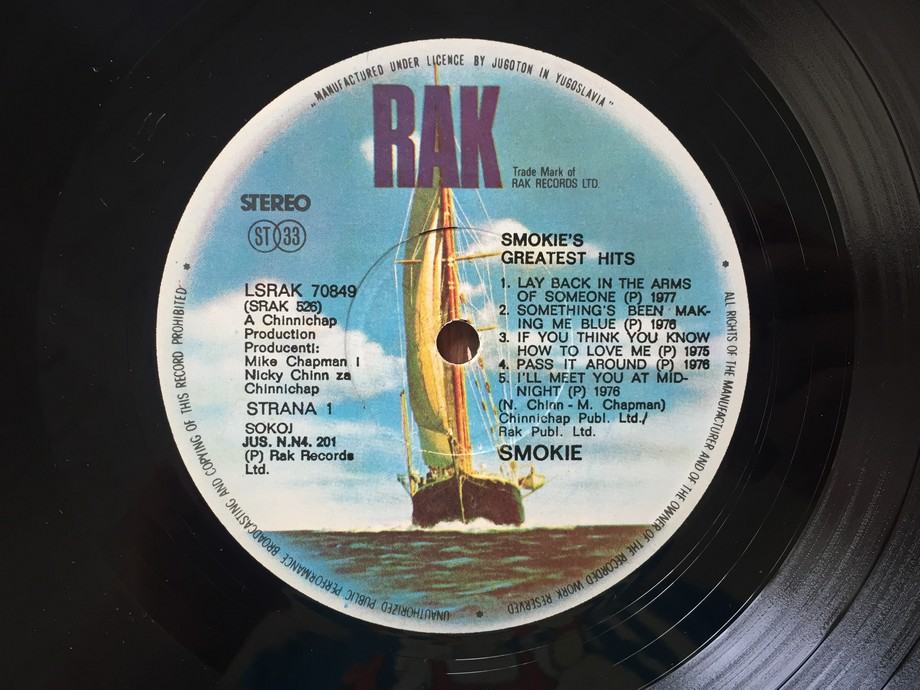 „MANUFACTURED UNDER LICENCE BY JUGOTON IN YUGOSLAVIA”
RAK
Trade Mark of
RAK RECORDS LTD.
STEREO
ST 33
LSRAK 70849
(SRAK 526)
A Chinnichap
Production
Producenti:
Mike Chapman i
Nicky Chinn za
Chinnichap
STRANA 1
SOKOJ
JUS. N.N4. 201
(P) Rak Records
Ltd.
SMOKIE'S
GREATEST HITS
1. LAY BACK IN THE ARMS
OF SOMEONE (P) 1977
2. SOMETHING'S BEEN MAK-
ING ME BLUE (P) 1976
3. IF YOU THINK YOU KNOW
HOW TO LOVE ME (P) 1975
4. PASS IT AROUND (P) 1976
5. I'LL MEET YOU AT MID-
NIGHT (P) 1976
(N. Chinn - M. Chapman)
Chinnichap Publ. Ltd./
Rak Publ. Ltd.
SMOKIE
* ALL RIGHTS OF THE MANUFACTURER AND OF THE OWNER OF THE RECORDED WORK RESERVED *
UNAUTHORIZED PUBLIC PERFORMANCE BROADCASTING AND COPYING OF THIS RECORD PROHIBITED *